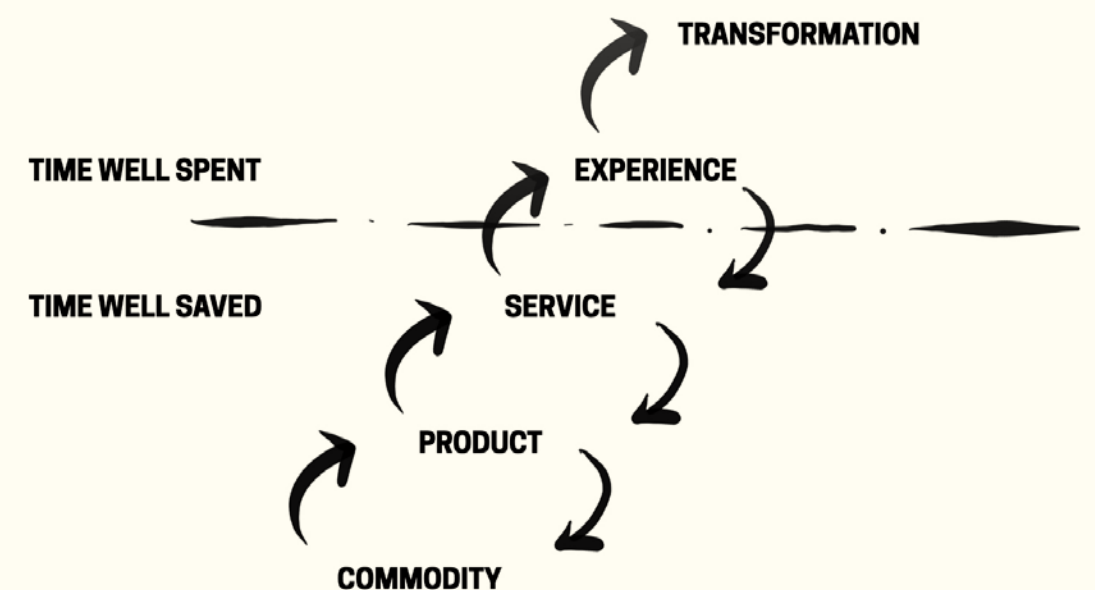 TRANSFORMATION
TIME WELL SPENT
EXPERIENCE
TIME WELL SAVED
SERVICE
PRODUCT
COMMODITY